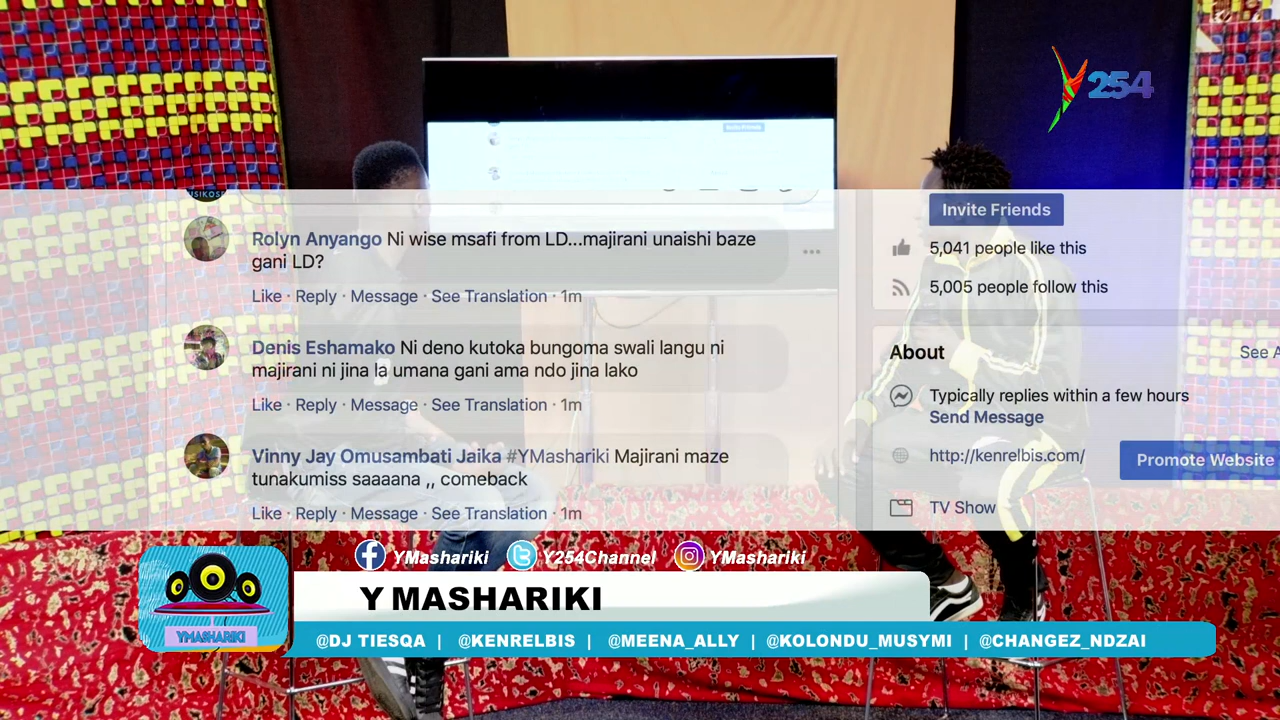 254
USIKOSE
Invite Friends
Rolyn Anyango Ni wise msafi from LD...majirani unaishi baze
gani LD?
Like · Reply · Message · See Translation · 1m
Denis Eshamako Ni deno kutoka bungoma swali langu ni
majirani ni jina la umana gani ama ndo jina lako
Like · Reply · Message · See Translation · 1m
Vinny Jay Omusambati Jaika #YMashariki Majirani maze
tunakumiss saaaana ,, comeback
Like · Reply · Message · See Translation · 1m
5,041 people like this
5,005 people follow this
About
See A
Typically replies within a few hours
Send Message
http://kenrelbis.com/
Promote Website
TV Show
YMashariki
Y254Channel
YMashariki
Y MASHARIKI
YMASHARIKI
@DJ TIESQA | @KENRELBIS | @MEENA_ALLY | @KOLONDU_MUSYMI | @CHANGEZ_NDZAI